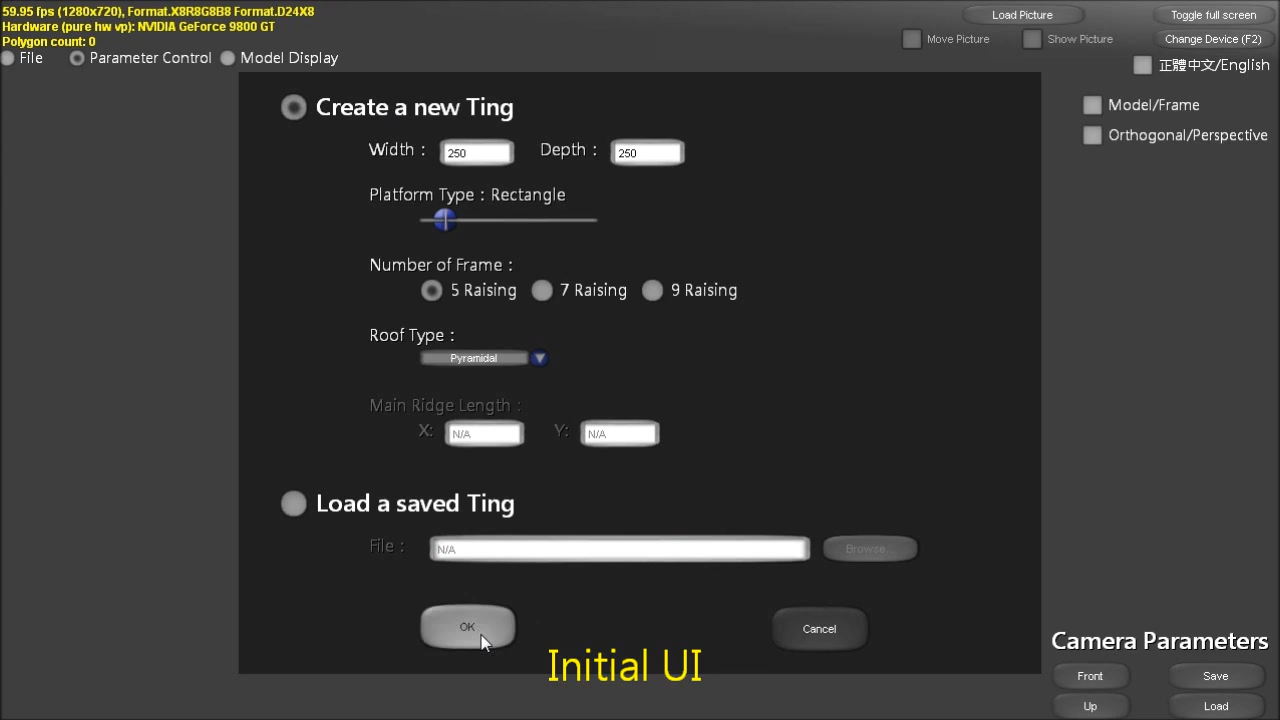 59.95 fps (1280x720), Format.X8R8G8B8 Format.D24X8
Hardware (pure hw vp): NVIDIA GeForce 9800 GT
Polygon count: 0
Load Picture
Toggle full screen
Move Picture
Show Picture
Change Device (F2)
File
Parameter Control
Model Display
正體中文/English
Create a new Ting
Model/Frame
Width :
250
Depth :
250
Orthogonal/Perspective
Platform Type : Rectangle
Number of Frame :
5 Raising
7 Raising
9 Raising
Roof Type :
Pyramidal
Main Ridge Length :
X:
N/A
Y:
N/A
Load a saved Ting
File :
N/A
Browse...
OK
Cancel
Initial UI
Camera Parameters
Front
Save
Up
Load